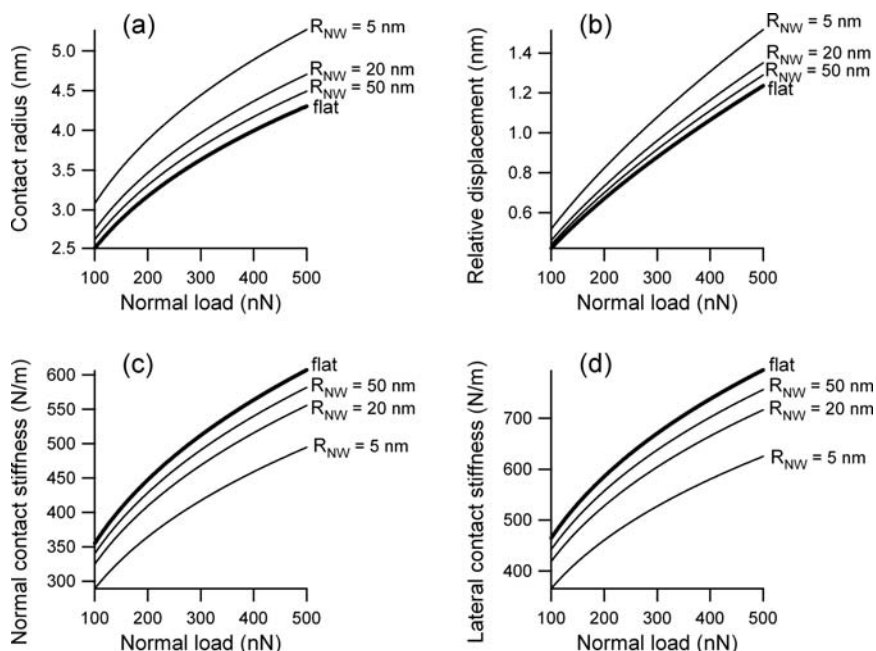 (a)
Contact radius (nm)
5.0
4.5
4.0
3.5
3.0
2.5
R_NW = 5 nm
R_NW = 20 nm
R_NW = 50 nm
flat
100 200 300 400 500
Normal load (nN)
(b)
Relative displacement (nm)
1.4
1.2
1.0
0.8
0.6
R_NW = 5 nm
R_NW = 20 nm
R_NW = 50 nm
flat
100 200 300 400 500
Normal load (nN)
(c)
Normal contact stiffness (N/m)
600
550
500
450
400
350
300
flat
R_NW = 50 nm
R_NW = 20 nm
R_NW = 5 nm
100 200 300 400 500
Normal load (nN)
(d)
Lateral contact stiffness (N/m)
700
600
500
400
flat
R_NW = 50 nm
R_NW = 20 nm
R_NW = 5 nm
100 200 300 400 500
Normal load (nN)